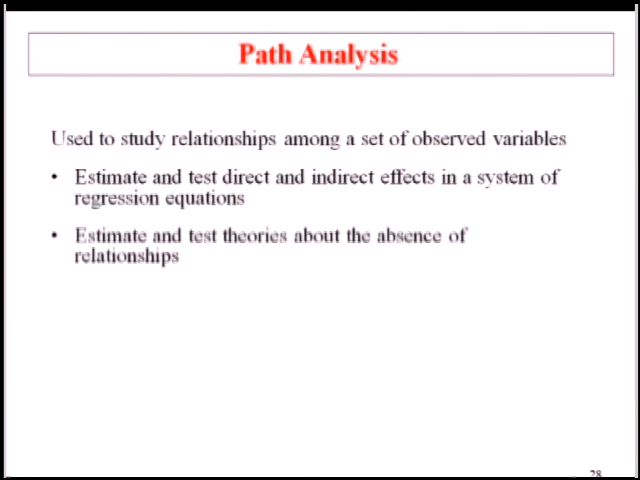 Path Analysis
Used to study relationships among a set of observed variables
• Estimate and test direct and indirect effects in a system of
regression equations
• Estimate and test theories about the absence of
relationships
28